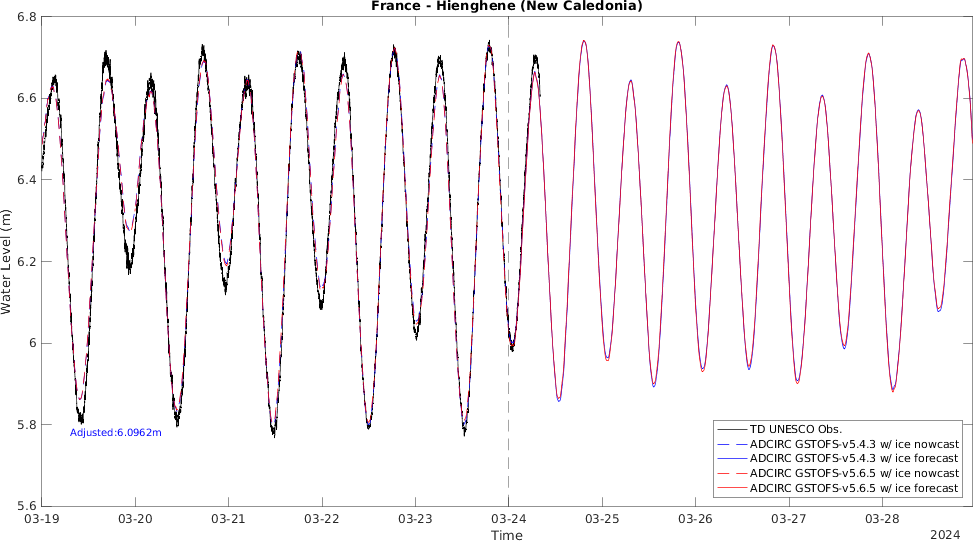 France - Hienghene (New Caledonia)
6.8
6.6
6.4
6.2
6
5.8
5.6
Water Level (m)
Adjusted:6.0962m
TD UNESCO Obs.
ADCIRC GSTOFS-v5.4.3 w/ ice nowcast
ADCIRC GSTOFS-v5.4.3 w/ ice forecast
ADCIRC GSTOFS-v5.6.5 w/ ice nowcast
ADCIRC GSTOFS-v5.6.5 w/ ice forecast
03-19 03-20 03-21 03-22 03-23 03-24 03-25 03-26 03-27 03-28
Time
2024